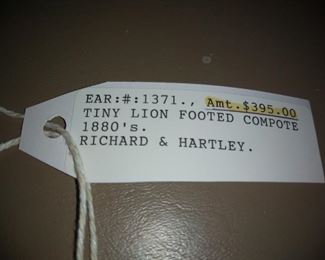 EAR:#:1371., Amt.$395.00
TINY LION FOOTED COMPOTE
1880's.
RICHARD & HARTLEY.